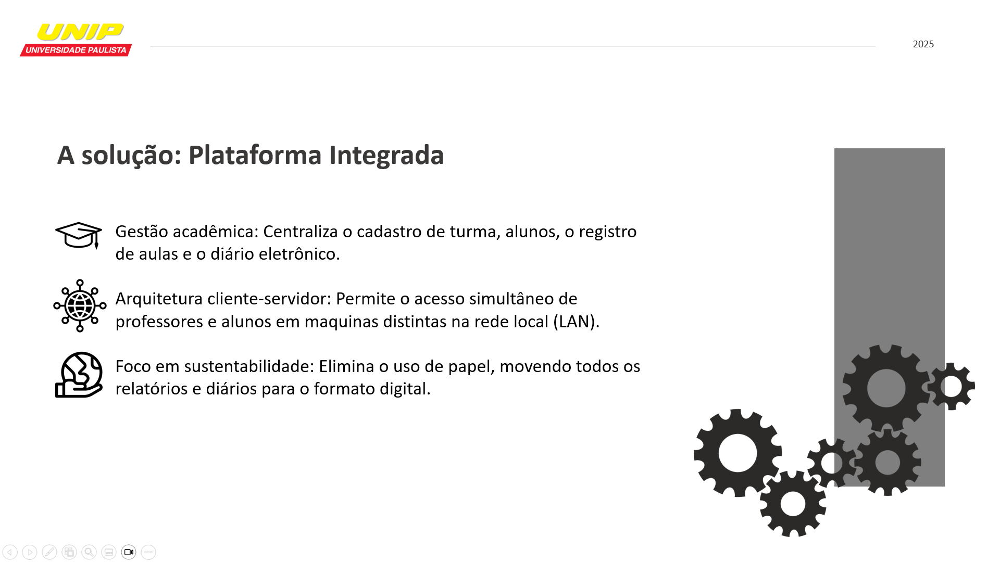 UNIP
UNIVERSIDADE PAULISTA
2025
A solução: Plataforma Integrada
Gestão acadêmica: Centraliza o cadastro de turma, alunos, o registro
de aulas e o diário eletrônico.
Arquitetura cliente-servidor: Permite o acesso simultâneo de
professores e alunos em maquinas distintas na rede local (LAN).
Foco em sustentabilidade: Elimina o uso de papel, movendo todos os
relatórios e diários para o formato digital.